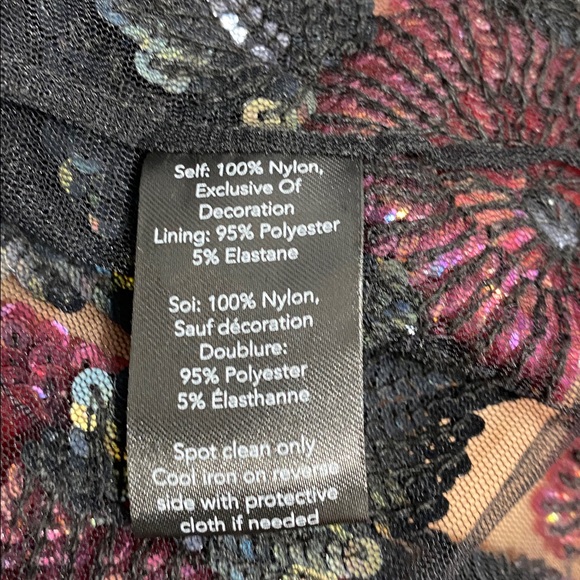 Self: 100% Nylon,
Exclusive Of
Decoration
Lining: 95% Polyester
5% Elastane
Soi: 100% Nylon,
Sauf décoration
Doublure:
95% Polyester
5% Élasthanne
Spot clean only
Cool iron on reverse
side with protective
cloth if needed